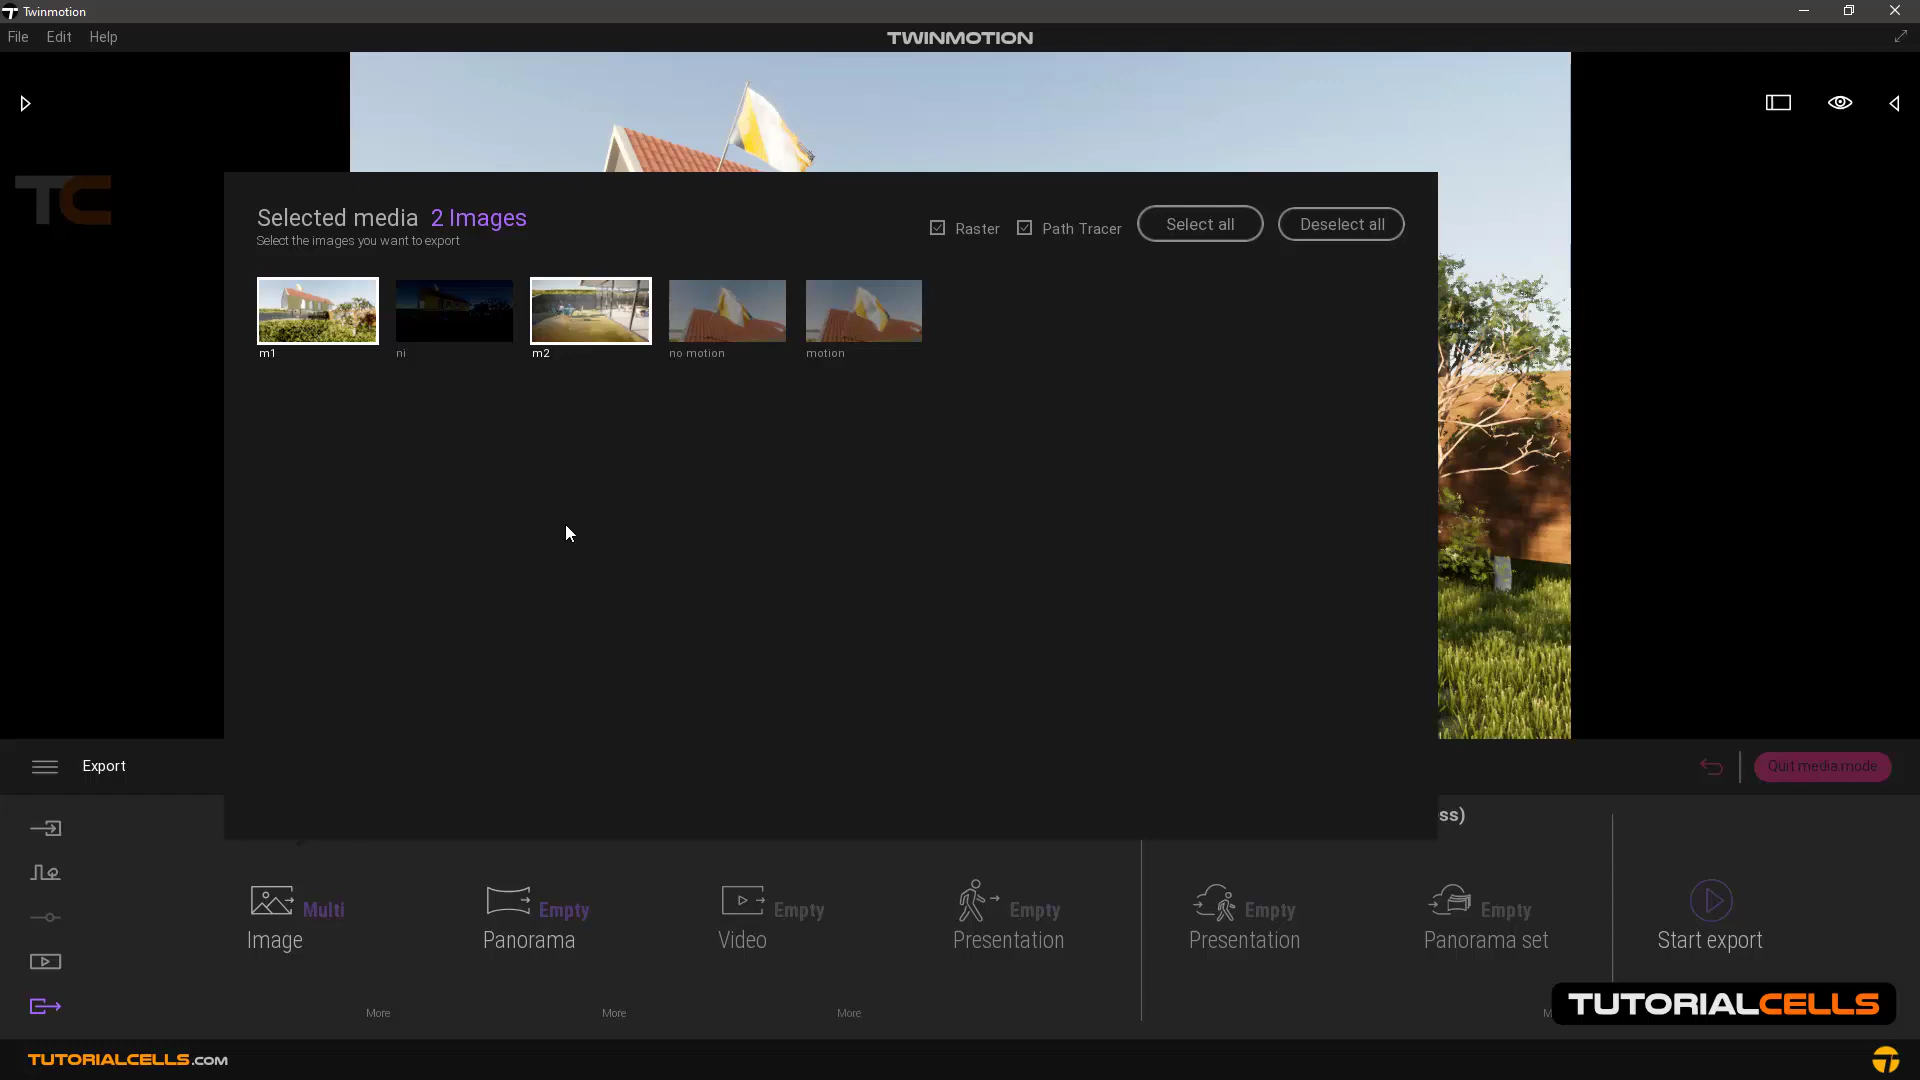 Twinmotion
File Edit Help
TWINMOTION
TC
Selected media 2 Images
Select the images you want to export
Raster Path Tracer Select all Deselect all
m1 ni m2 no motion motion
Export
Quit media mode
ss)
Multi Empty Empty Empty Empty Empty
Image Panorama Video Presentation Presentation Panorama set Start export
More More More
TUTORIALCELLS
TUTORIALCELLS.COM